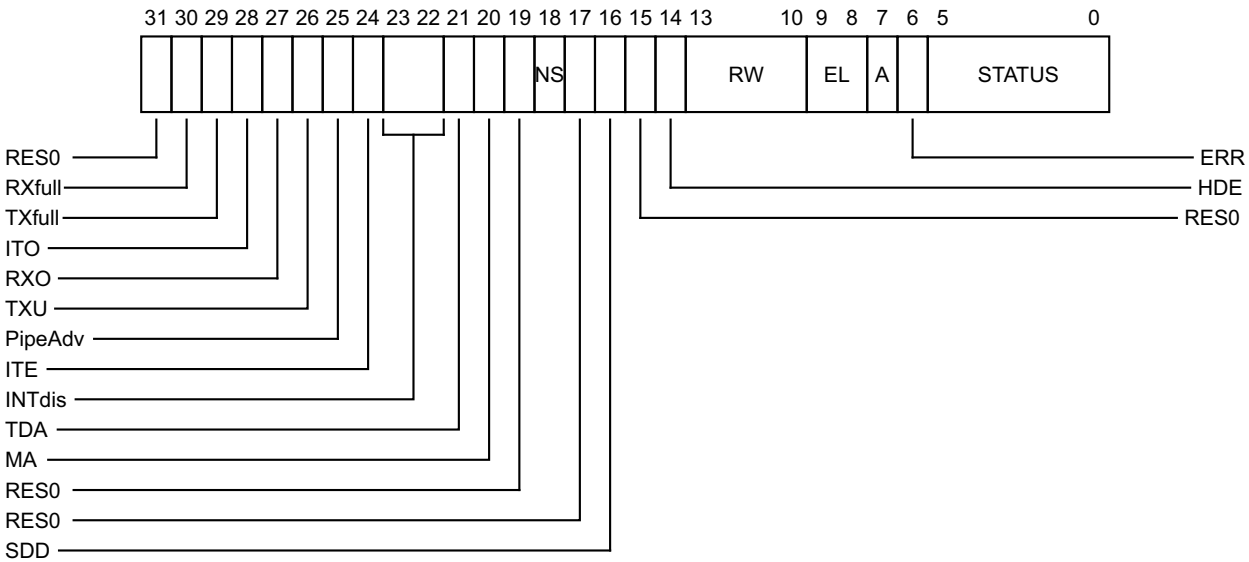 31 30 29 28 27 26 25 24 23 22 21 20 19 18 17 16 15 14 13 10 9 8 7 6 5 0
NS RW EL A STATUS
RES0 ERR
RXfull HDE
TXfull RES0
ITO
RXO
TXU
PipeAdv
ITE
INTdis
TDA
MA
RES0
RES0
SDD